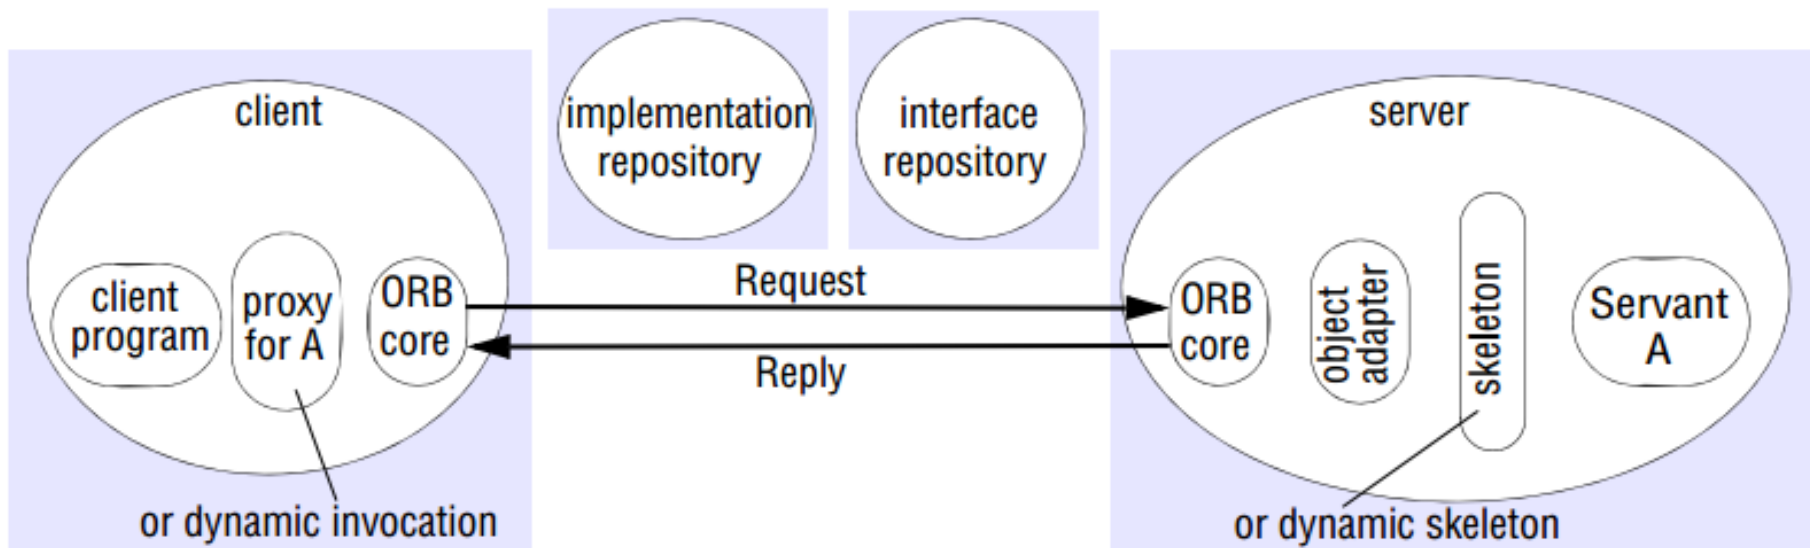 client
implementation
repository
interface
repository
server
client
program
proxy
for A
ORB
core
Request
Reply
ORB
core
object
adapter
skeleton
Servant
A
or dynamic invocation
or dynamic skeleton